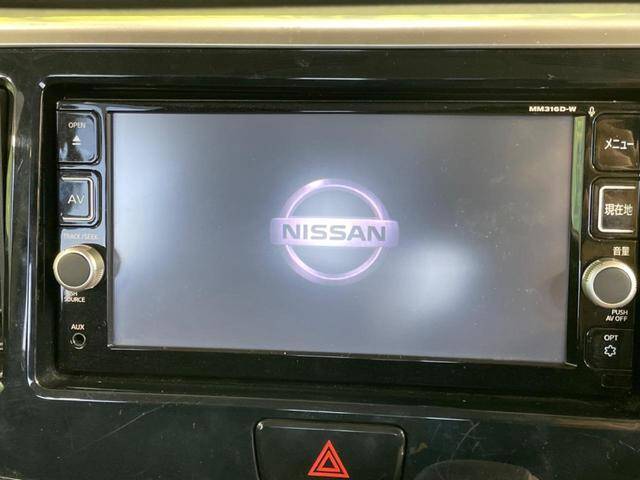 MM316D-W
OPEN
メニュー
AV
現在地
TRACK/SEEK
NISSAN
音量
PUSH
SOURCE
PUSH
AV OFF
AUX
OPT